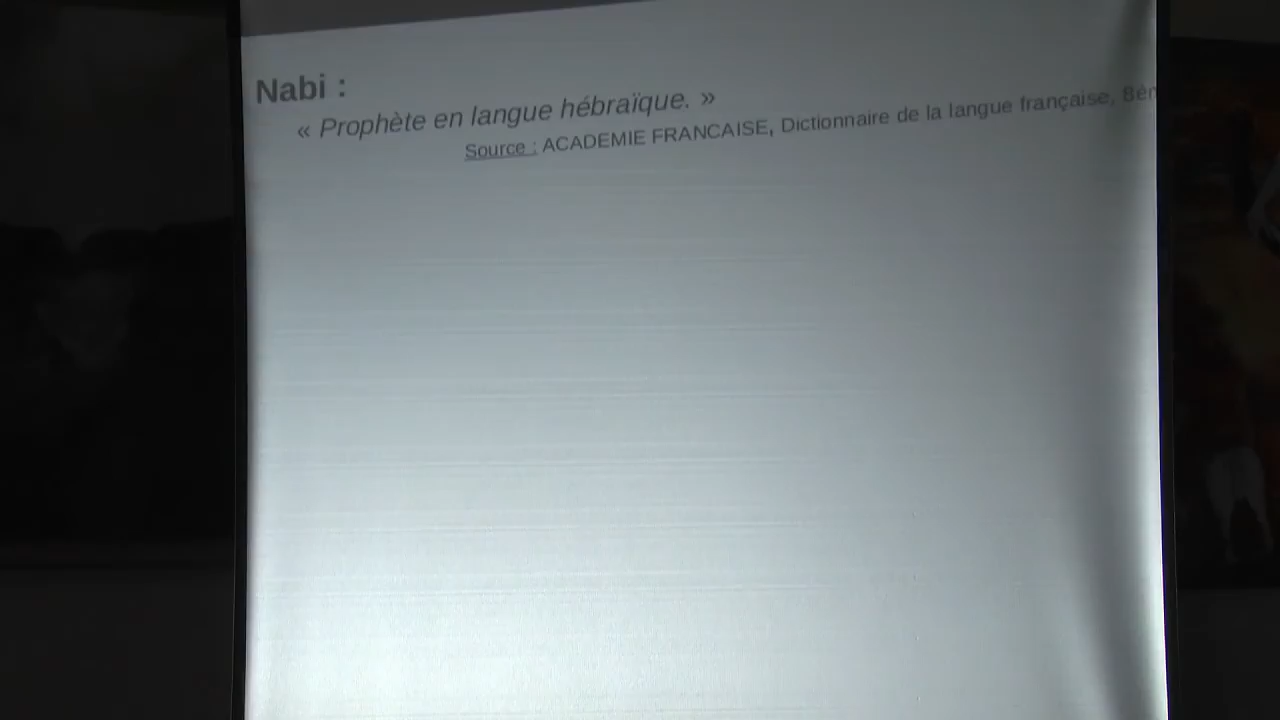 Nabi :
« Prophète en langue hébraïque. »
Source : ACADEMIE FRANCAISE, Dictionnaire de la langue française,